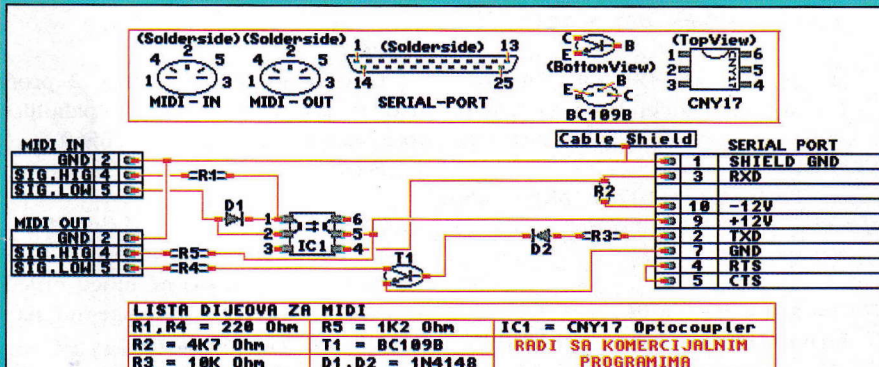 (Solderside) (Solderside) 1 (Solderside) 13 C B E (TopView)
4 2 5 4 2 5 (BottomView) 1 6
1 3 1 3 14 25 E B C 2 CNY17 5
MIDI-IN MIDI-OUT SERIAL-PORT BC109B 3 4
CNY17
Cable Shield
MIDI IN SERIAL PORT
GND 2 1 SHIELD GND
SIG.HIG 4 R1 3 RXD
SIG.LOW 5 R2
D1 1 6 10 -12V
MIDI OUT 2 5 9 +12V
GND 2 3 IC1 4 R3 2 TXD
SIG.HIG 4 R5 D2 7 GND
SIG.LOW 5 R4 T1 4 RTS
5 CTS
LISTA DIJEOVA ZA MIDI
R1,R4 = 220 Ohm R5 = 1K2 Ohm IC1 = CNY17 Optocoupler
R2 = 4K7 Ohm T1 = BC109B RADI SA KOMERCIJALNIM
R3 = 10K Ohm D1,D2 = 1N4148 PROGRAMIMA